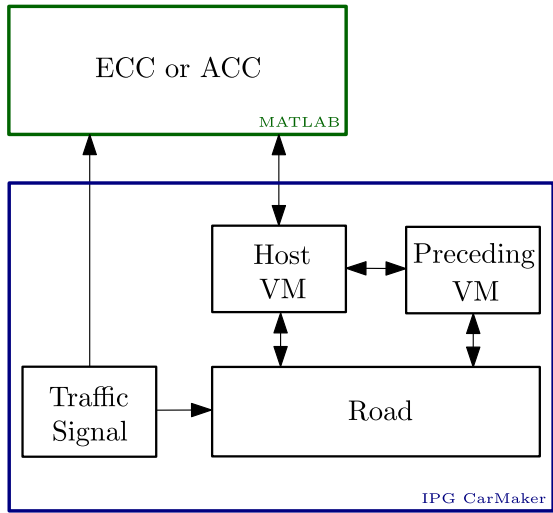 ECC or ACC
MATLAB
Host
VM
Preceding
VM
Traffic
Signal
Road
IPG CarMaker